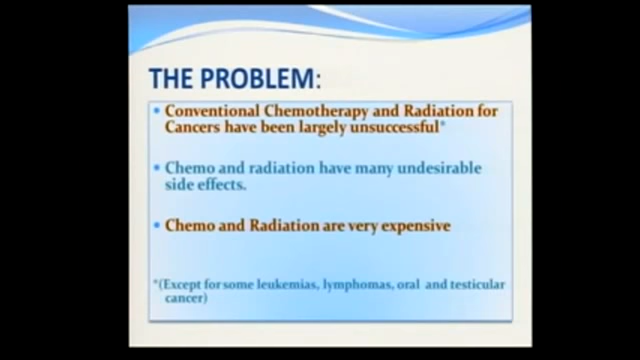 THE PROBLEM:
• Conventional Chemotherapy and Radiation for
Cancers have been largely unsuccessful*
• Chemo and radiation have many undesirable
side effects.
• Chemo and Radiation are very expensive
*(Except for some leukemias, lymphomas, oral and testicular
cancer)